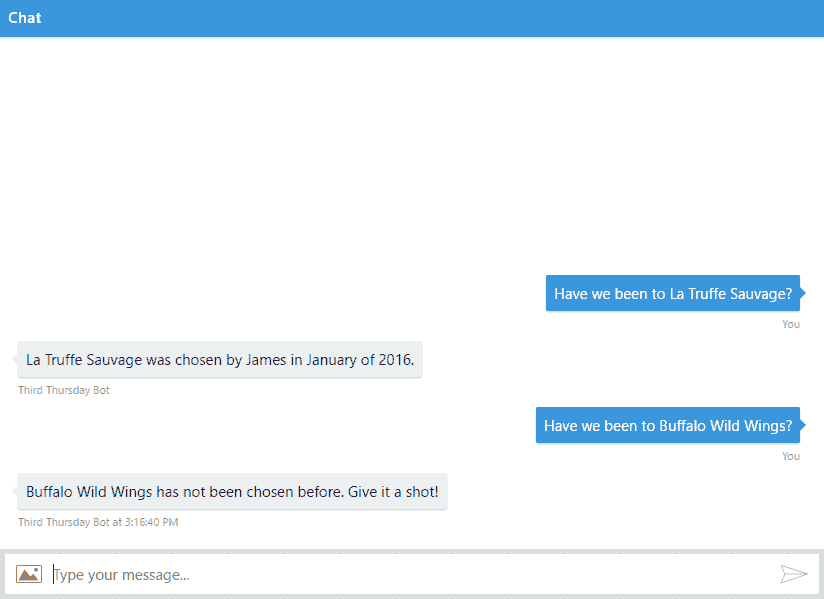 Chat
Have we been to La Truffe Sauvage?
You
La Truffe Sauvage was chosen by James in January of 2016.
Third Thursday Bot
Have we been to Buffalo Wild Wings?
You
Buffalo Wild Wings has not been chosen before. Give it a shot!
Third Thursday Bot at 3:16:40 PM
Type your message...